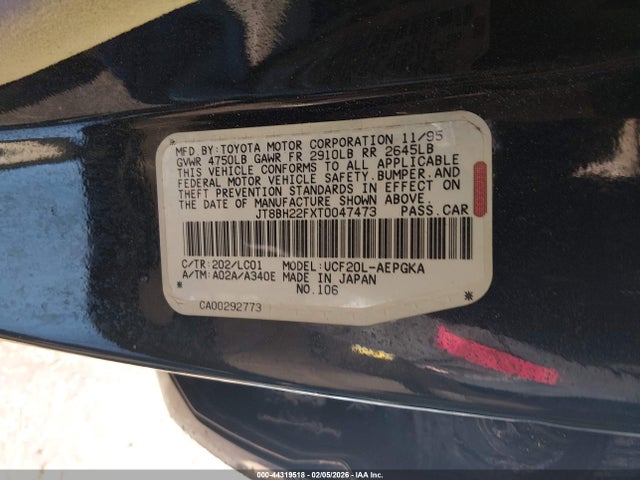 MFD.BY:TOYOTA MOTOR CORPORATION 11/95
GVWR 4750LB GAWR FR 2910LB RR 2645LB
THIS VEHICLE CONFORMS TO ALL APPLICABLE
FEDERAL MOTOR VEHICLE SAFETY,BUMPER,AND
THEFT PREVENTION STANDARDS IN EFFECT ON
THE DATE OF MANUFACTURE SHOWN ABOVE.
JT8BH22FXT0047473 PASS.CAR
C/TR:202/LC01 MODEL:UCF20L-AEPGKA
A/TM:A02A/A340E MADE IN JAPAN
NO.106
CA00292773
000-44319518 - 02/05/2026 - IAA Inc.